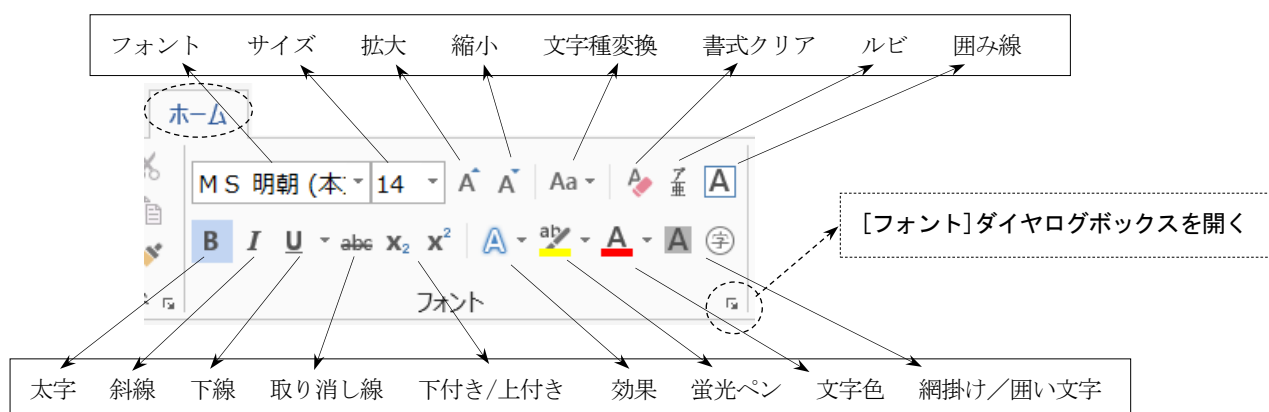 フォント サイズ 拡大 縮小 文字種変換 書式クリア ルビ 囲み線
ホーム
ＭＳ 明朝 (本 14 A A Aa ア亜 A
[フォント]ダイヤログボックスを開く
B I U abc X₂ X² A ab A A 字
フォント
太字 斜線 下線 取り消し線 下付き/上付き 効果 蛍光ペン 文字色 網掛け／囲い文字